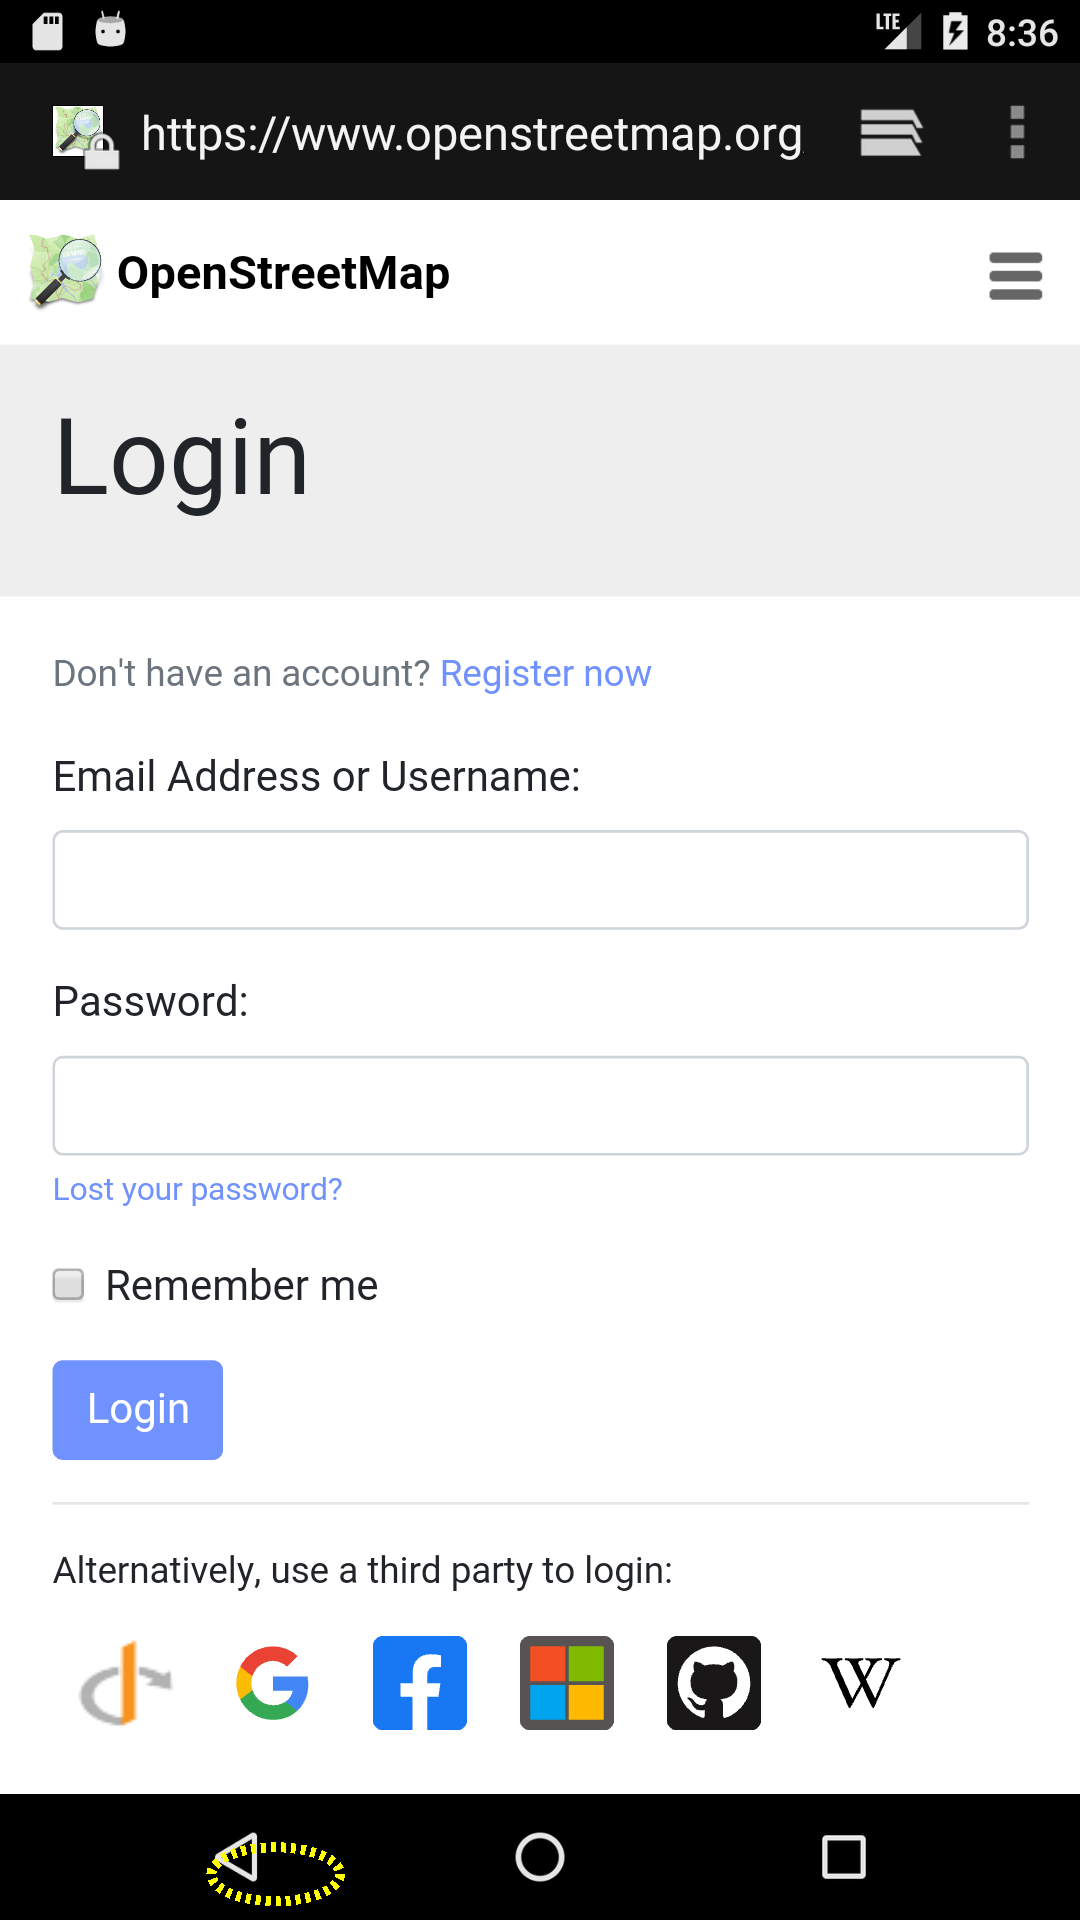 LTE 8:36
https://www.openstreetmap.org
OpenStreetMap
Login
Don't have an account? Register now
Email Address or Username:
Password:
Lost your password?
Remember me
Login
Alternatively, use a third party to login:
W